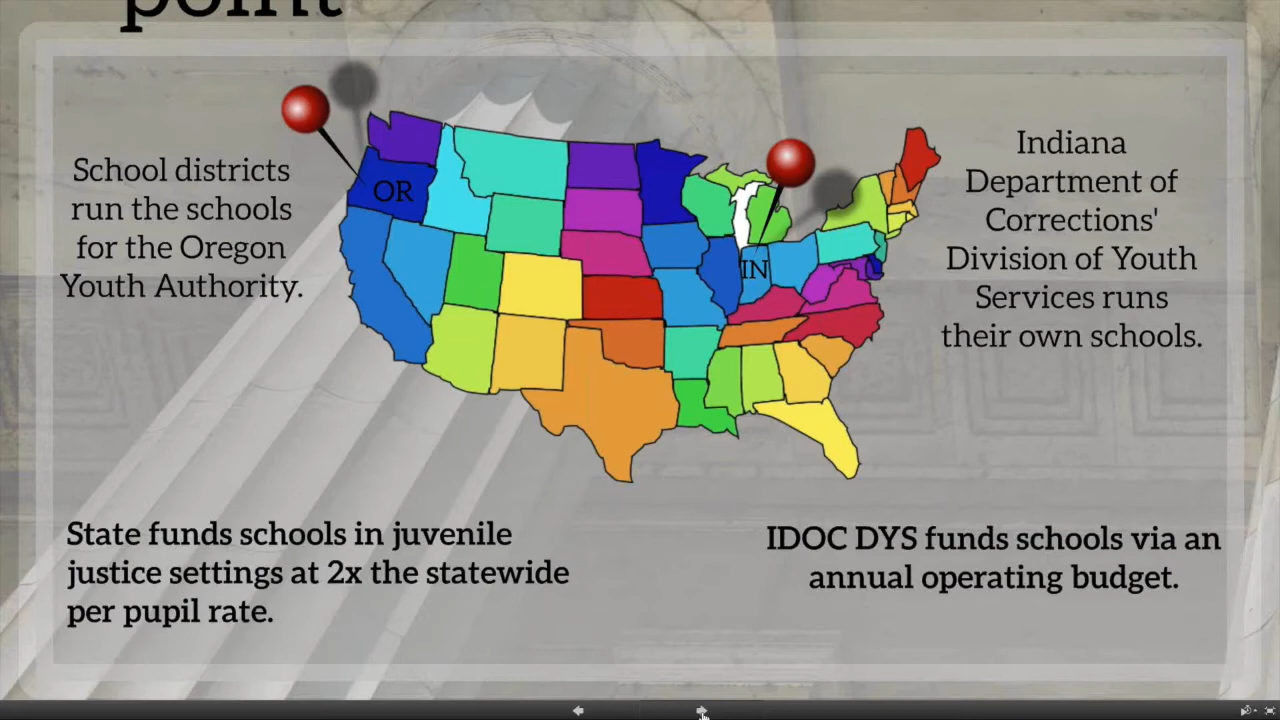 point
School districts
run the schools
for the Oregon
Youth Authority.
OR
IN
Indiana
Department of
Corrections'
Division of Youth
Services runs
their own schools.
State funds schools in juvenile
justice settings at 2x the statewide
per pupil rate.
IDOC DYS funds schools via an
annual operating budget.